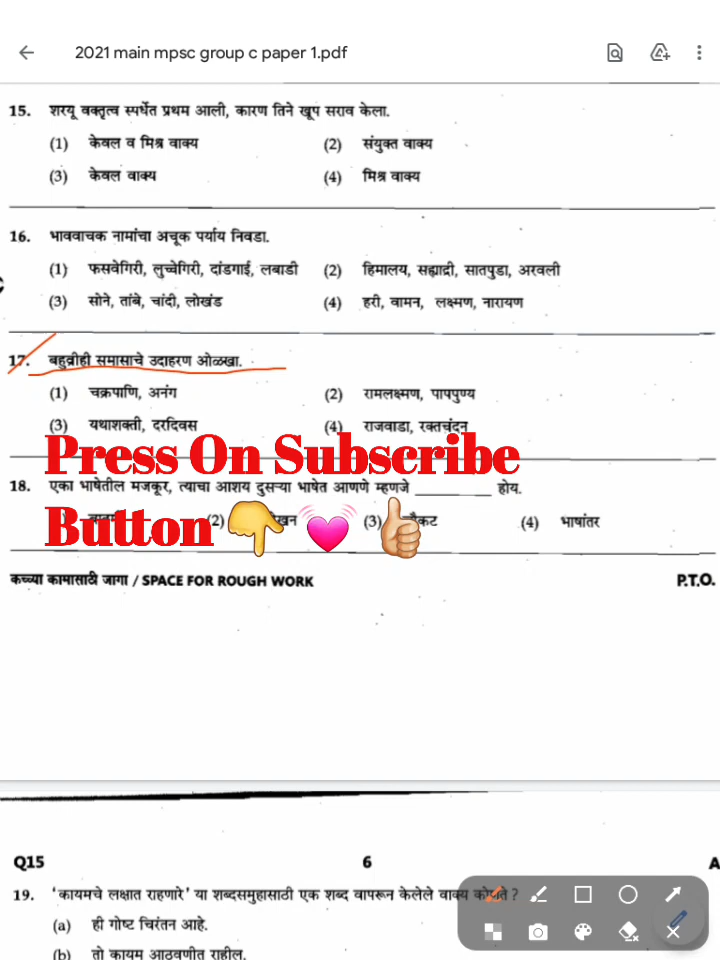 2021 main mpsc group c paper 1.pdf
15. शरयू वक्तृत्व स्पर्धेत प्रथम आली, कारण तिने खूप सराव केला.
(1) केवल व मिश्र वाक्य (2) संयुक्त वाक्य
(3) केवल वाक्य (4) मिश्र वाक्य
16. भाववाचक नामांचा अचूक पर्याय निवडा.
(1) फसवेगिरी, लुच्चेगिरी, दांडगाई, लबाडी (2) हिमालय, सह्याद्री, सातपुडा, अरवली
(3) सोने, तांबे, चांदी, लोखंड (4) हरी, वामन, लक्ष्मण, नारायण
17. बहुव्रीही समासाचे उदाहरण ओळखा.
(1) चक्रपाणि, अनंग (2) रामलक्ष्मण, पापपुण्य
(3) यथाशक्ती, दरदिवस (4) राजवाडा, रक्तचंदन
Press On Subscribe
18. एका भाषेतील मजकूर, त्याचा आशय दुसऱ्या भाषेत आणणे म्हणजे ________ होय.
Button
(2) (3) (4) भाषांतर
कच्च्या कामासाठी जागा / SPACE FOR ROUGH WORK P.T.O.
Q15 6 A
19. 'कायमचे लक्षात राहणारे' या शब्दसमुहासाठी एक शब्द वापरून केलेले वाक्य कोणते ?
(a) ही गोष्ट चिरंतन आहे.
(b) तो कायम आठवणीत राहील.